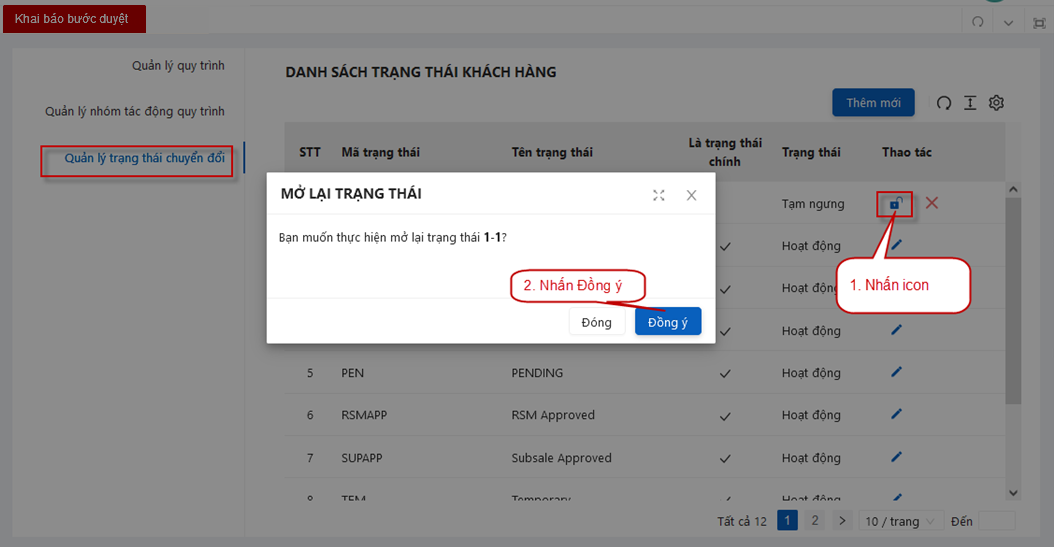 Khai báo bước duyệt
Quản lý quy trình
Quản lý nhóm tác động quy trình
Quản lý trạng thái chuyển đổi
DANH SÁCH TRẠNG THÁI KHÁCH HÀNG
Thêm mới
STT Mã trạng thái Tên trạng thái Là trạng thái chính Trạng thái Thao tác
Tạm ngưng
Hoạt động
Hoạt động
Hoạt động
MỞ LẠI TRẠNG THÁI
Bạn muốn thực hiện mở lại trạng thái 1-1?
1. Nhấn icon
2. Nhấn Đồng ý
Đóng Đồng ý
5 PEN PENDING Hoạt động
6 RSMAPP RSM Approved Hoạt động
7 SUPAPP Subsale Approved Hoạt động
8 TEM Temporary Hoạt động
Tất cả 12 1 2 10 / trang Đến